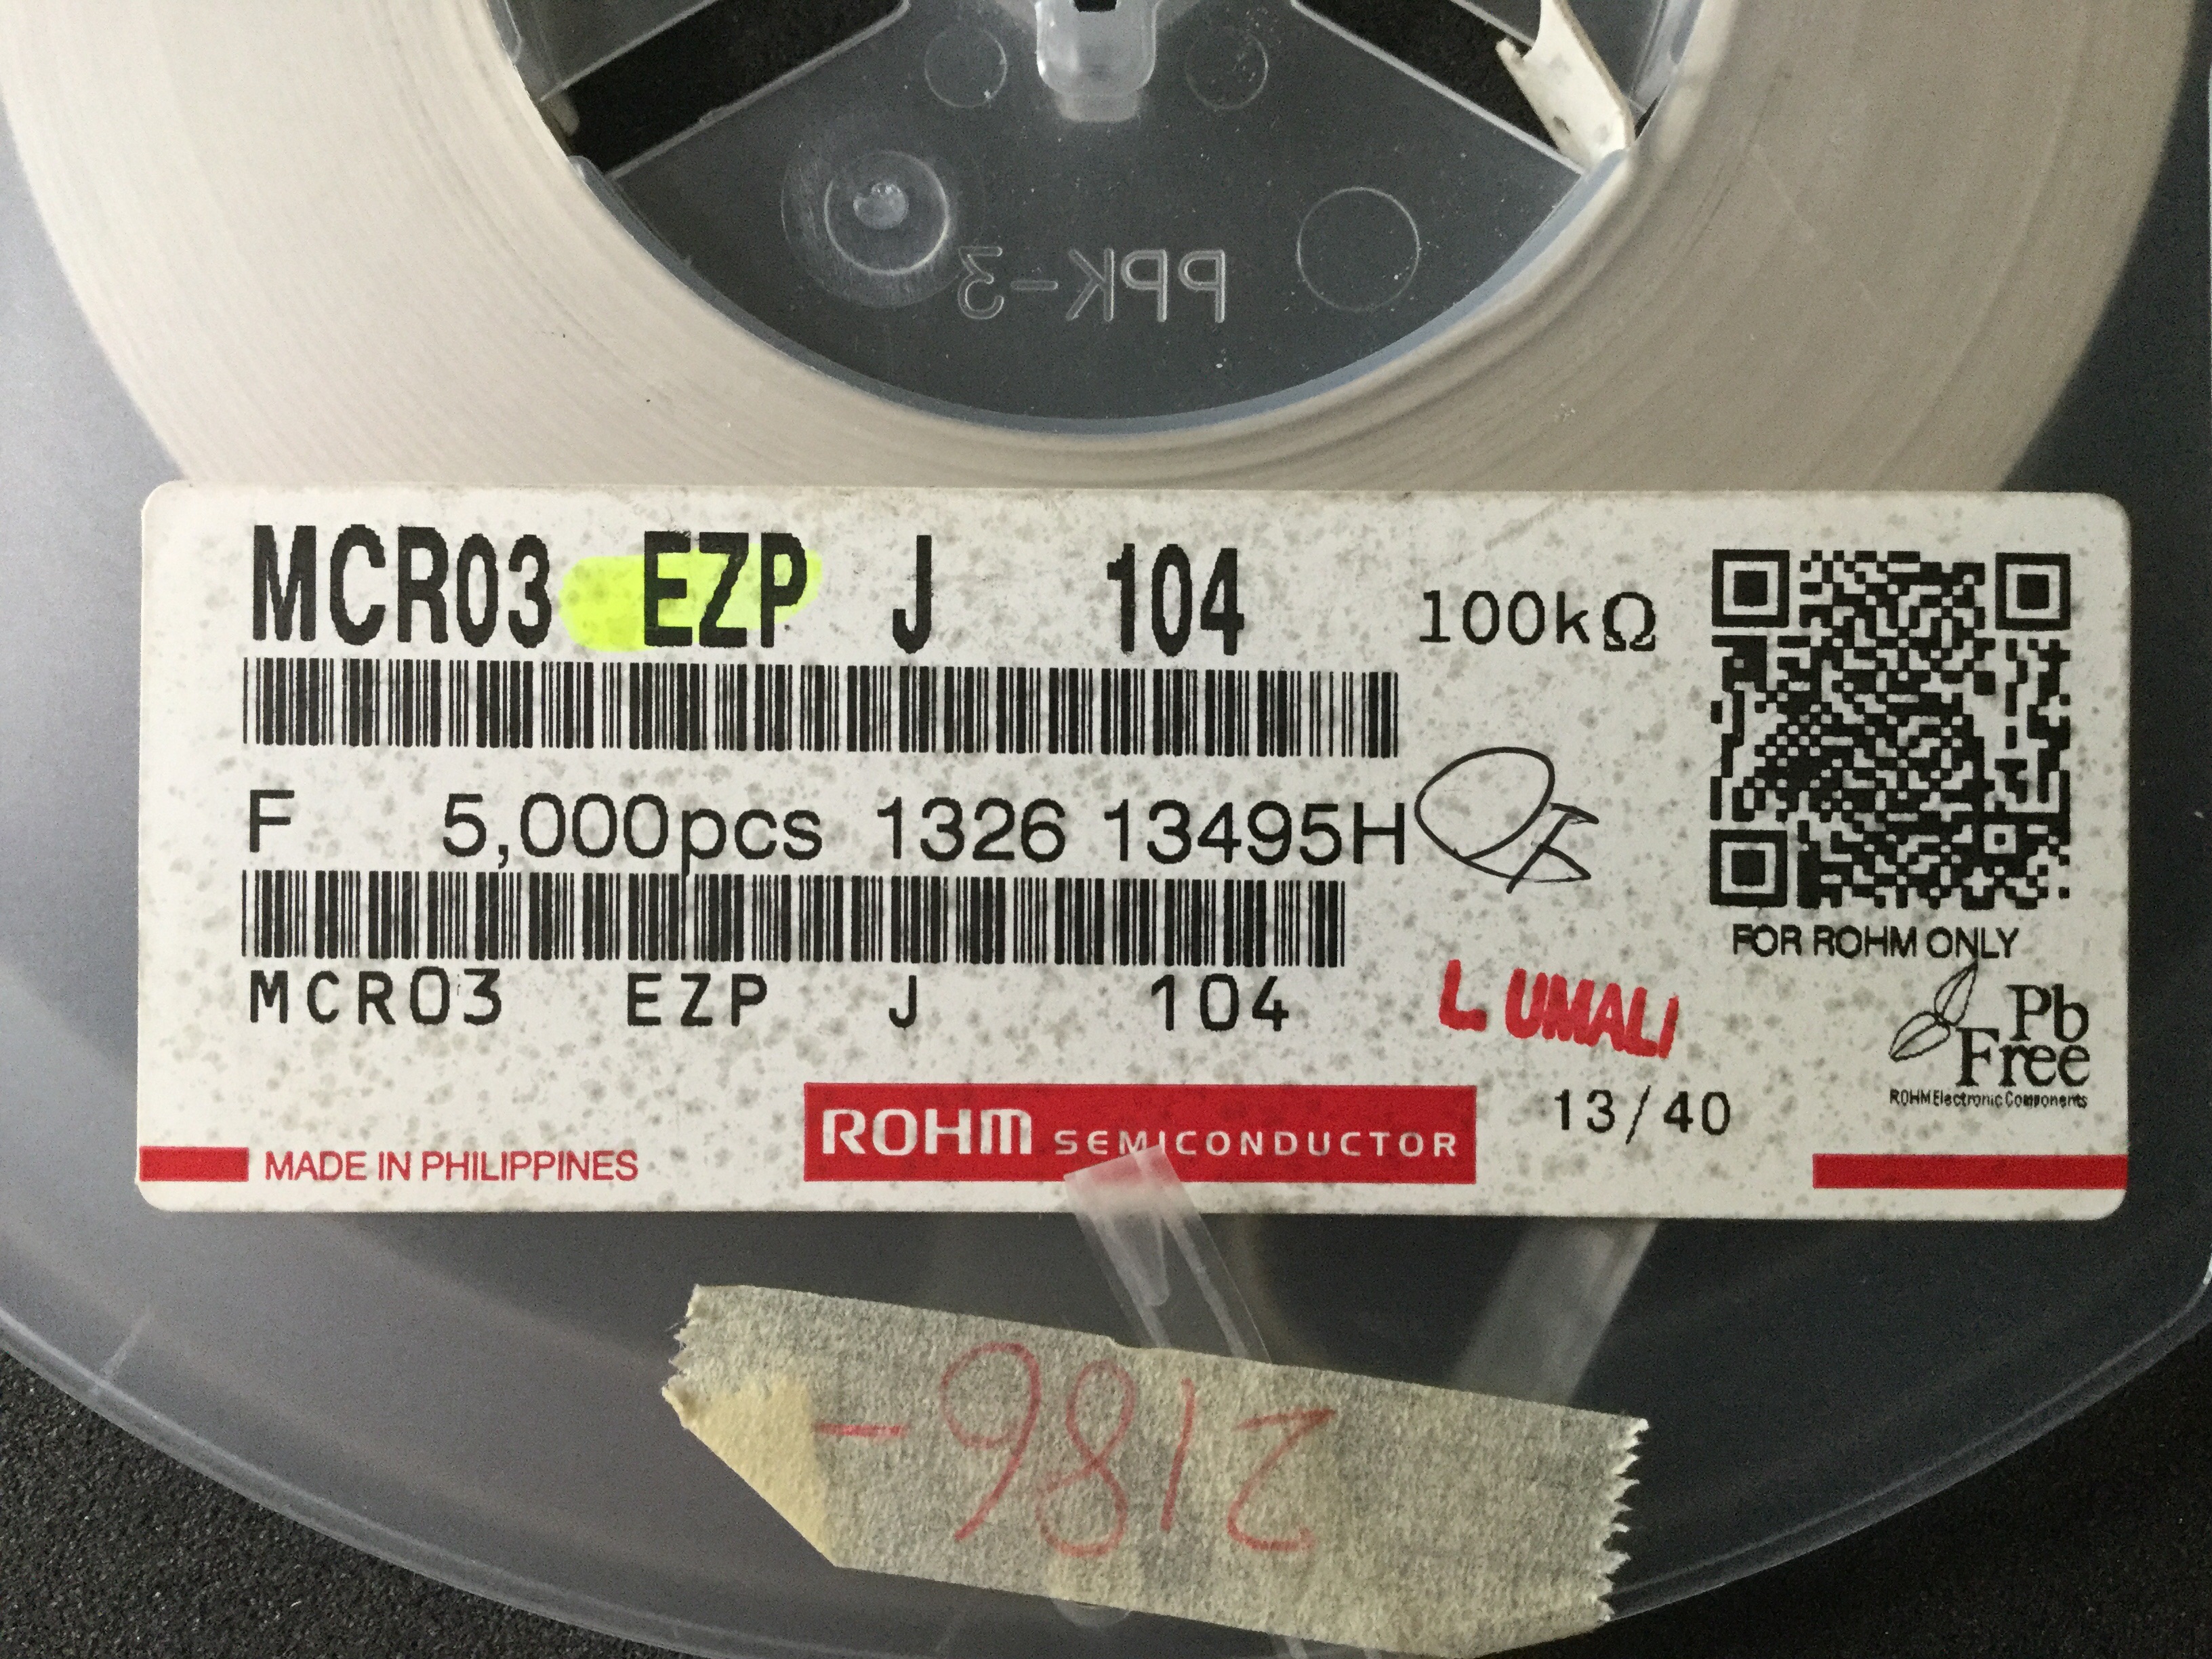 PPK-3
MCR03 EZP J 104 100kΩ
F 5,000pcs 1326 13495H
FOR ROHM ONLY
MCR03 EZP J 104
L UMALI
Pb
Free
ROHM Electronic Components
13/40
ROHM SEMICONDUCTOR
MADE IN PHILIPPINES